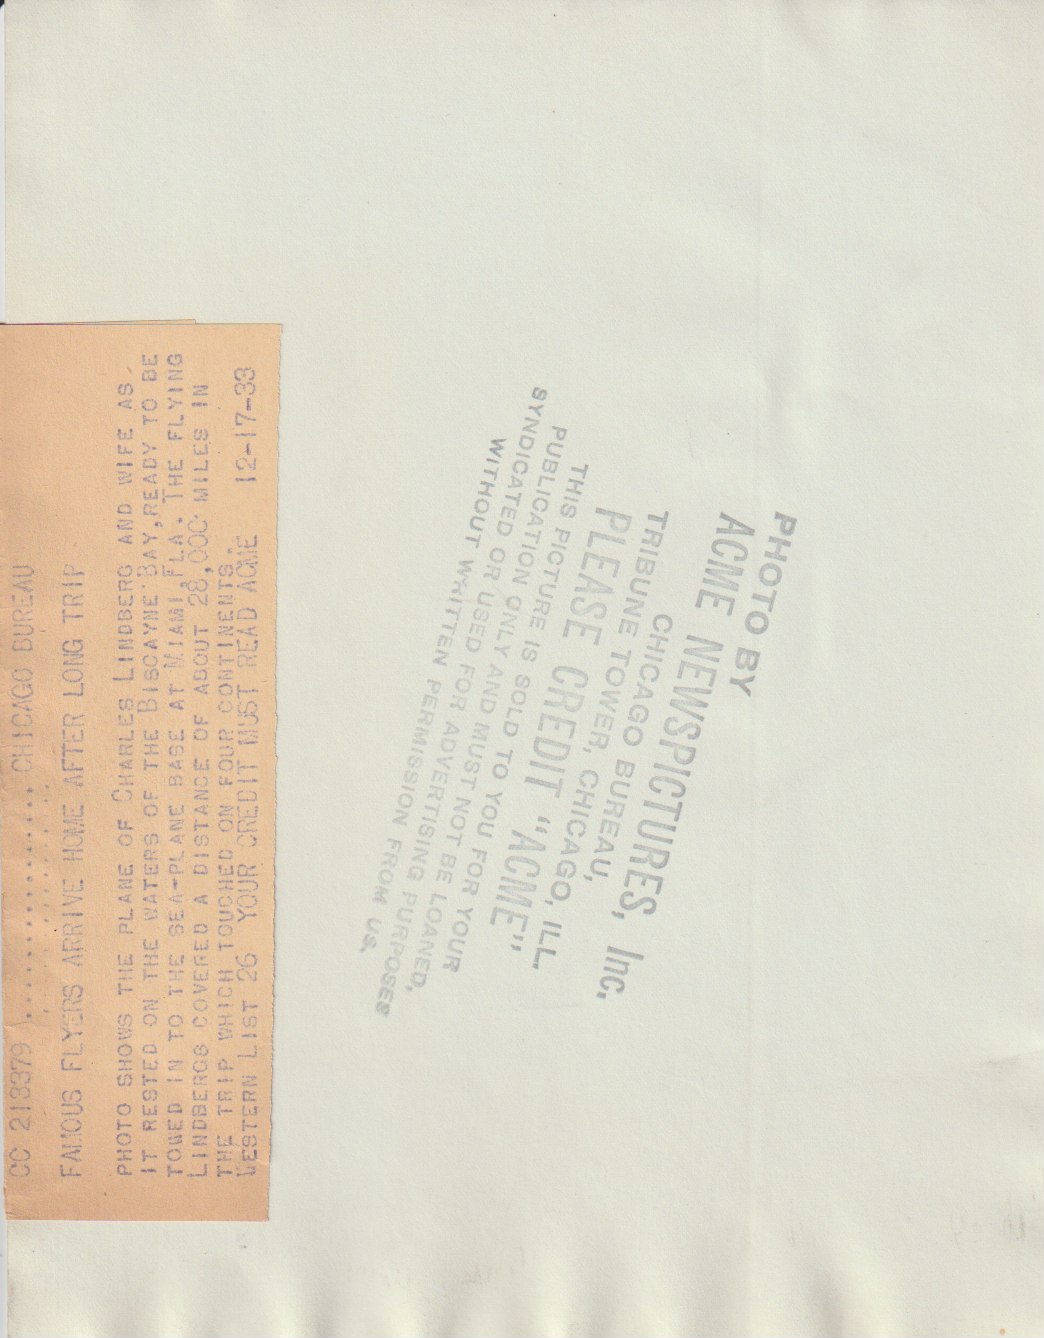 CC 213379 ................ CHICAGO BUREAU
FAMOUS FLYERS ARRIVE HOME AFTER LONG TRIP
PHOTO SHOWS THE PLANE OF CHARLES LINDBERG AND WIFE AS
IT RESTED ON THE WATERS OF THE BISCAYNE BAY, READY TO BE
TOWED IN TO THE SEA-PLANE BASE AT MIAMI, FLA. THE FLYING
LINDBERGS COVERED A DISTANCE OF ABOUT 28,000 MILES IN
THE TRIP WHICH TOUCHED ON FOUR CONTINENTS
WESTERN LIST 26 YOUR CREDIT MUST READ ACME 12-17-33
PHOTO BY
ACME NEWSPICTURES, Inc.
CHICAGO BUREAU,
TRIBUNE TOWER, CHICAGO, ILL.
PLEASE CREDIT "ACME"
THIS PICTURE IS SOLD TO YOU FOR YOUR
PUBLICATION ONLY AND MUST NOT BE LOANED,
SYNDICATED OR USED FOR ADVERTISING PURPOSES
WITHOUT WRITTEN PERMISSION FROM US.